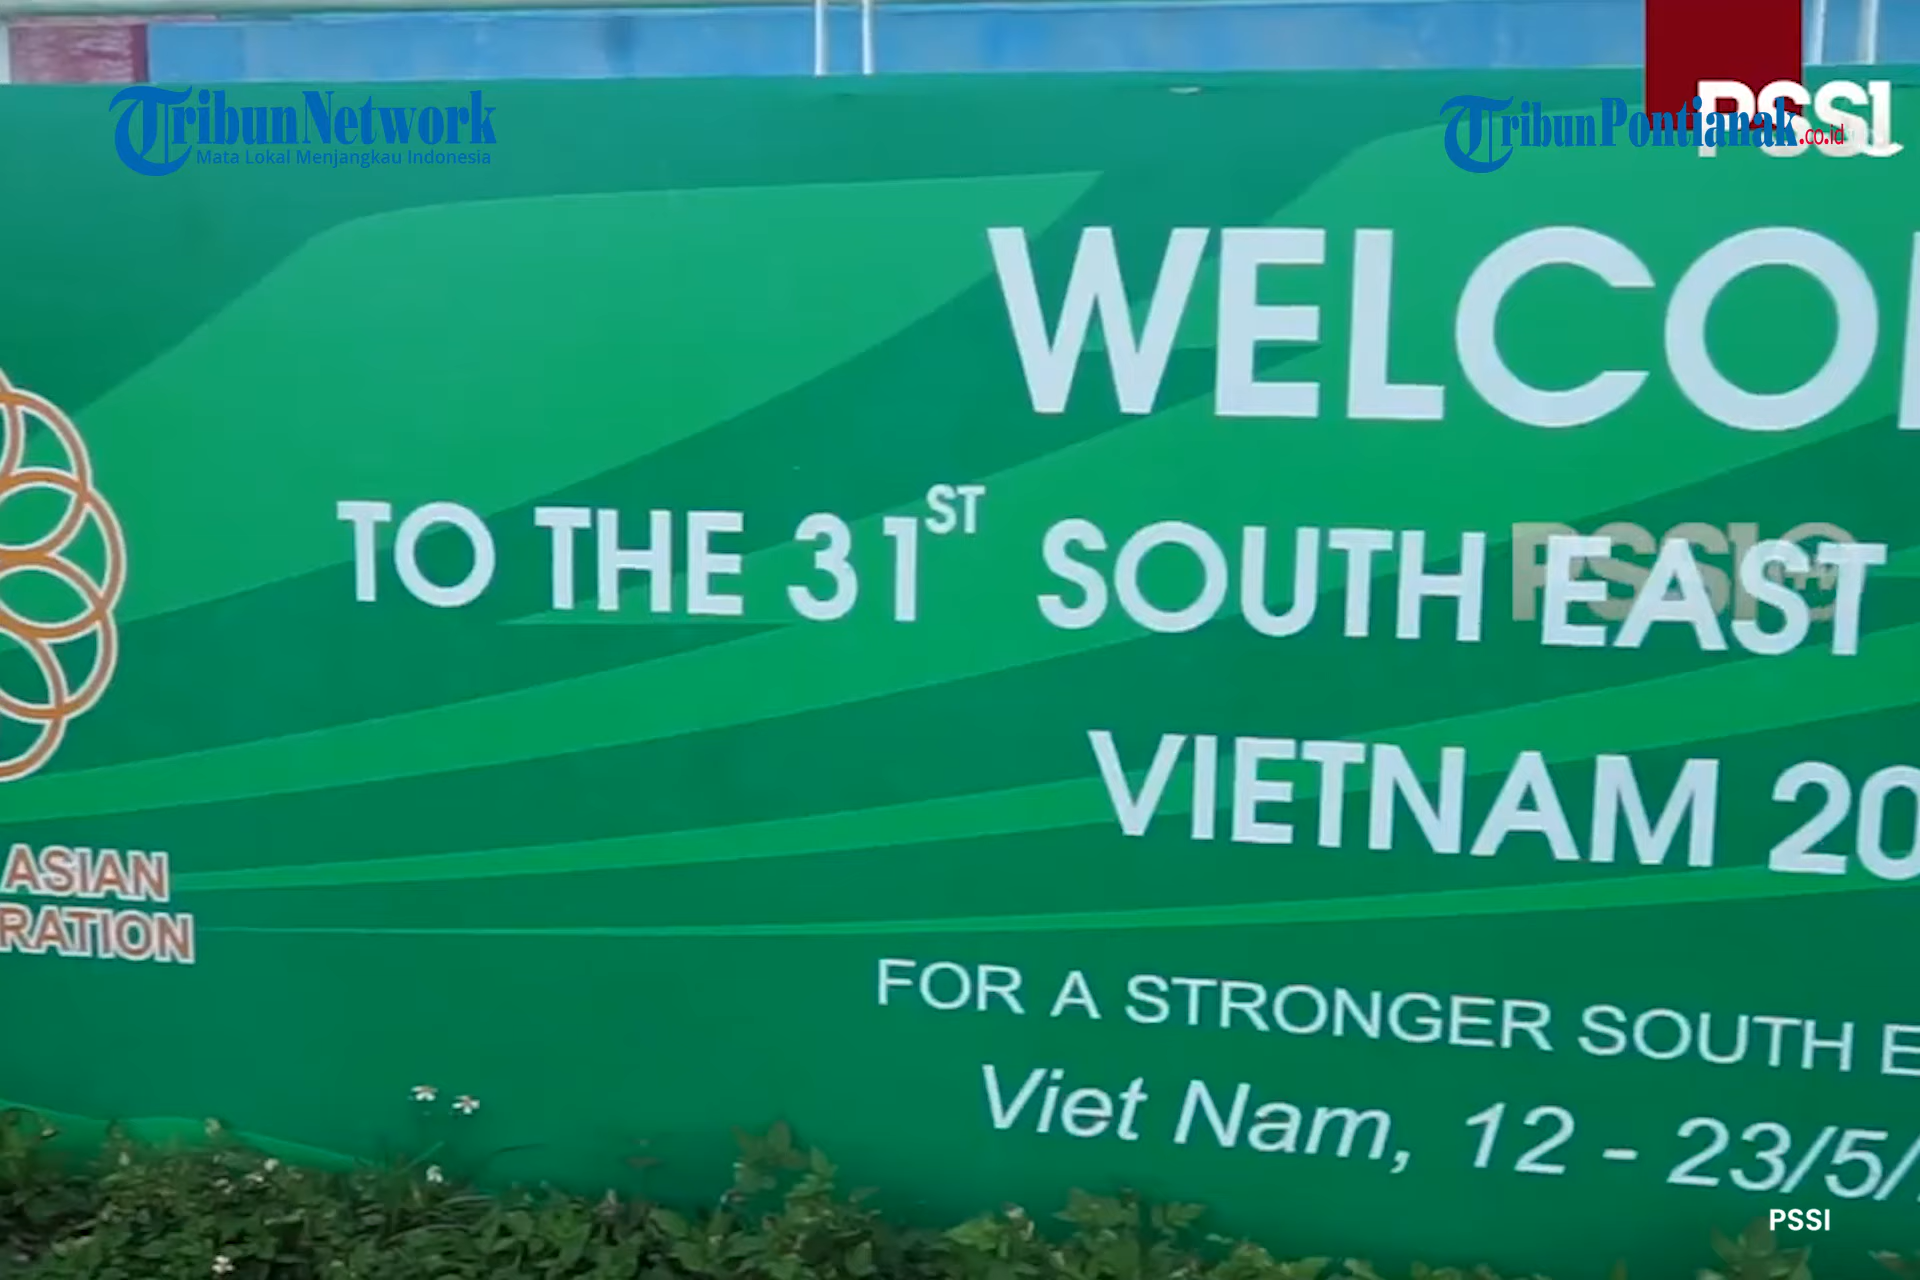 TribunNetwork
Mata Lokal Menjangkau Indonesia
PSSI
TribunPontianak.co.id
WELCO
TO THE 31ST SOUTH EAST
PSSI
VIETNAM 20
ASIAN
RATION
FOR A STRONGER SOUTH E
Viet Nam, 12 - 23/5/
PSSI